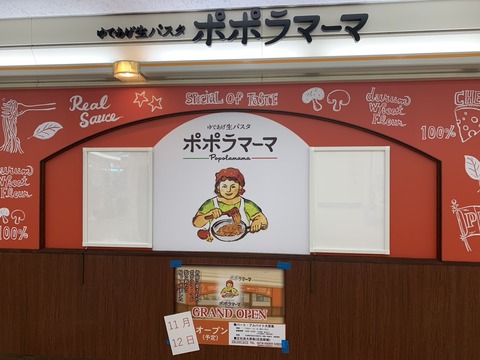 ゆであげ生パスタ ポポラマーマ
Real Sauce
SPECIAL OF TASTE
durum Wheat Flour
CHE
100%
ゆであげ生パスタ
ポポラマーマ
Popolamama
durum Wheat Flour
100%
ポポラマーマ
GRAND OPEN
オープン
(予定)
11月
12日